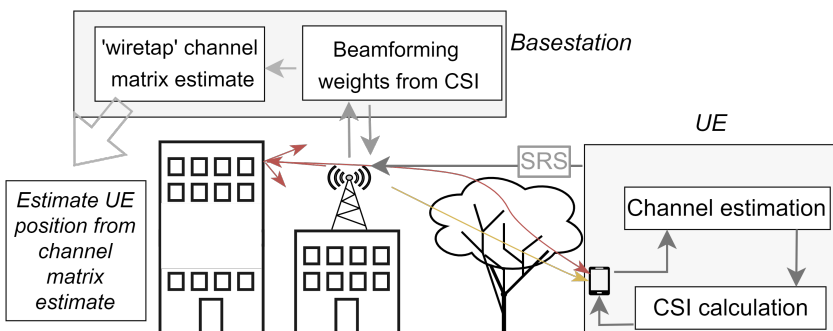 'wiretap' channel
matrix estimate
Beamforming
weights from CSI
Basestation
UE
SRS
Estimate UE
position from
channel
matrix
estimate
Channel estimation
CSI calculation